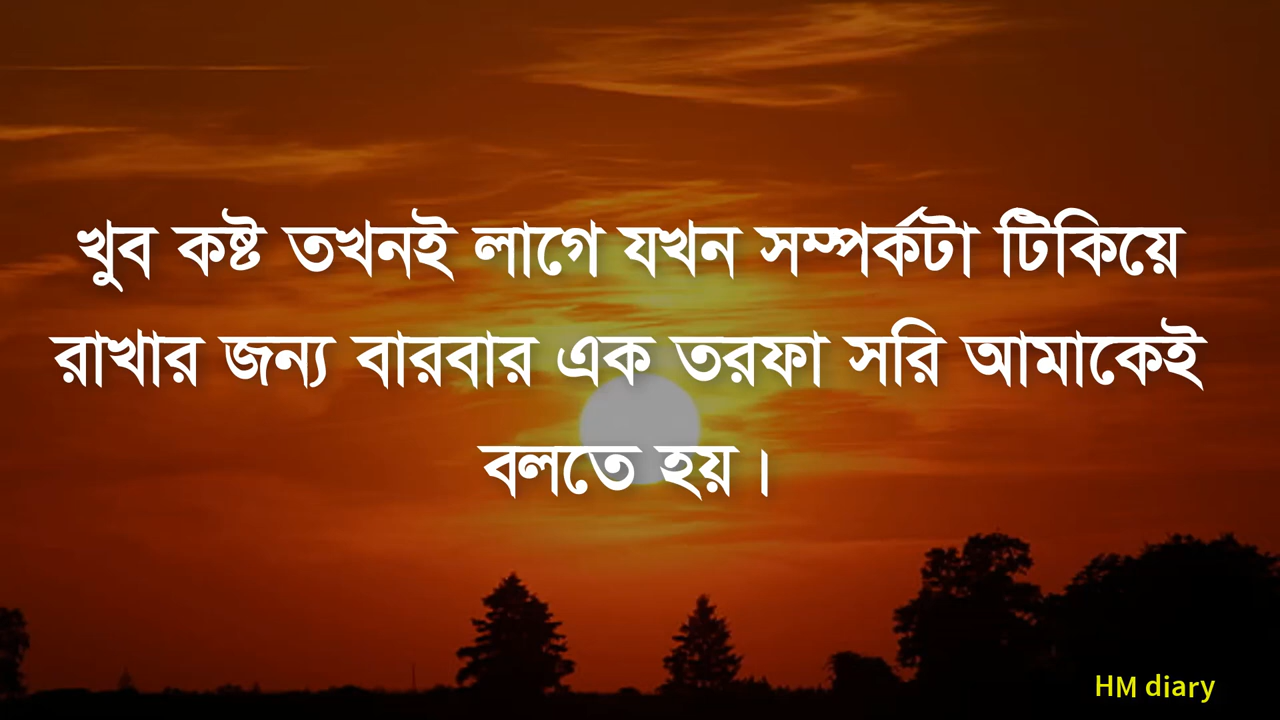 খুব কষ্ট তখনই লাগে যখন সম্পর্কটা টিকিয়ে
রাখার জন্য বারবার এক তরফা সরি আমাকেই
বলতে হয়।
HM diary